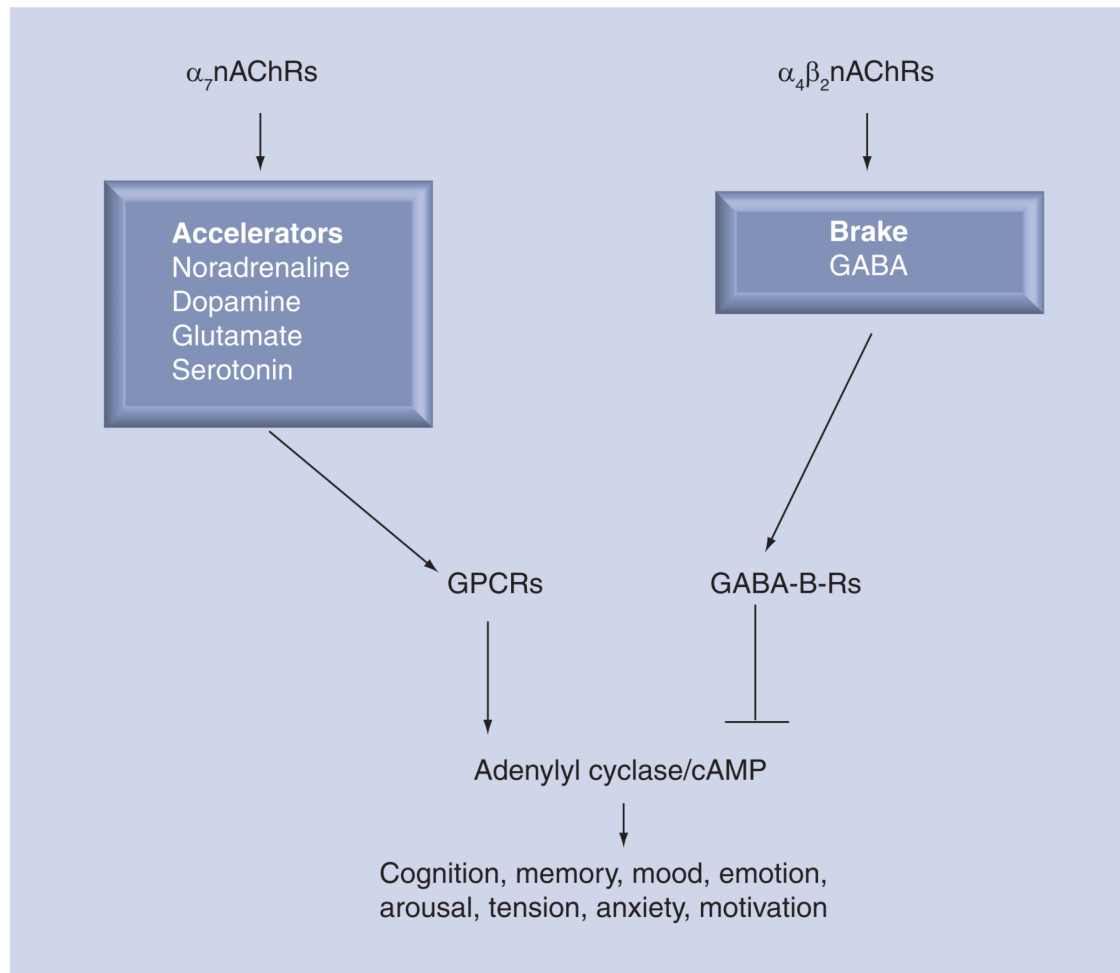 α₇nAChRs
α₄β₂nAChRs
Accelerators
Noradrenaline
Dopamine
Glutamate
Serotonin
Brake
GABA
GPCRs
GABA-B-Rs
Adenylyl cyclase/cAMP
Cognition, memory, mood, emotion,
arousal, tension, anxiety, motivation